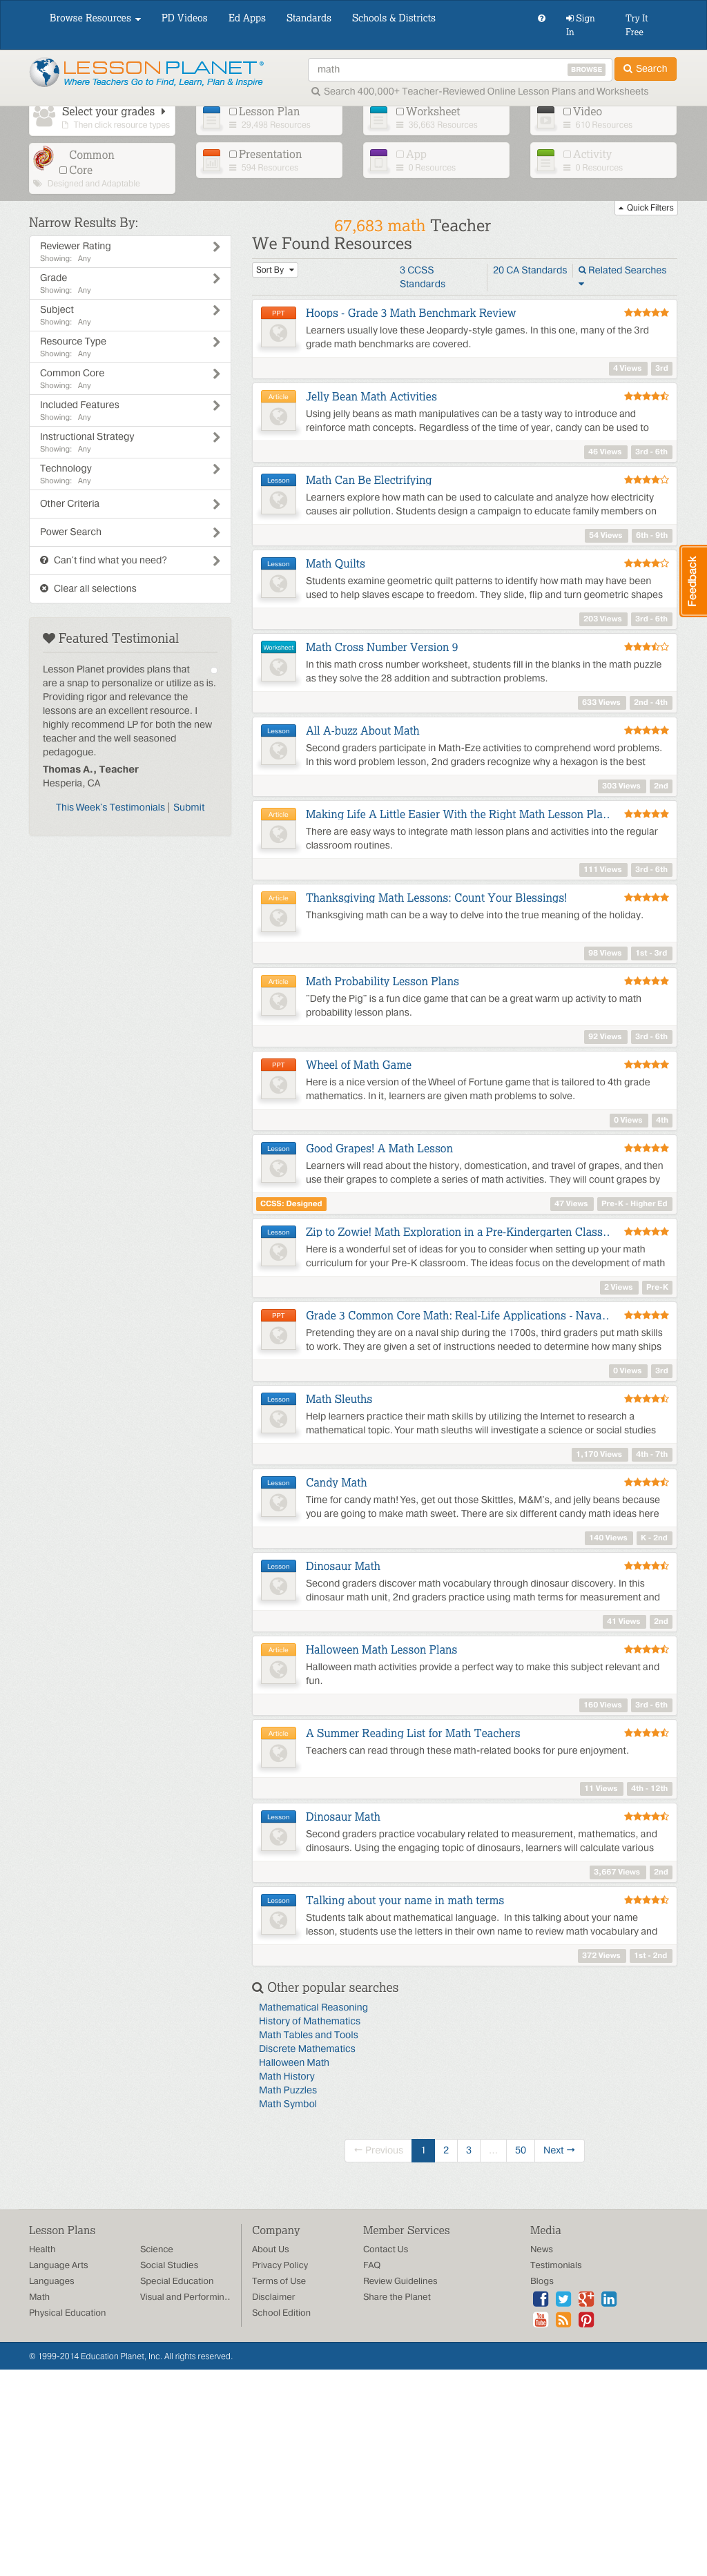 Browse Resources PD Videos Ed Apps Standards Schools & Districts Sign In Try It Free
LESSONPLANET®
Where Teachers Go to Find, Learn, Plan & Inspire
math BROWSE Search
Search 400,000+ Teacher-Reviewed Online Lesson Plans and Worksheets
Select your grades
Then click resource types
Lesson Plan
29,498 Resources
Worksheet
36,663 Resources
Video
610 Resources
Common Core
Designed and Adaptable
Presentation
594 Resources
App
0 Resources
Activity
0 Resources
Quick Filters
Narrow Results By:
Reviewer Rating
Showing: Any
Grade
Showing: Any
Subject
Showing: Any
Resource Type
Showing: Any
Common Core
Showing: Any
Included Features
Showing: Any
Instructional Strategy
Showing: Any
Technology
Showing: Any
Other Criteria
Power Search
Can't find what you need?
Clear all selections
Featured Testimonial
Lesson Planet provides plans that
are a snap to personalize or utilize as is.
Providing rigor and relevance the
lessons are an excellent resource. I
highly recommend LP for both the new
teacher and the well seasoned
pedagogue.
Thomas A., Teacher
Hesperia, CA
This Week's Testimonials | Submit
67,683 math Teacher
We Found Resources
Sort By
3 CCSS
Standards
20 CA Standards
Related Searches
PPT
Hoops - Grade 3 Math Benchmark Review
Learners usually love these Jeopardy-style games. In this one, many of the 3rd
grade math benchmarks are covered.
4 Views 3rd
Article
Jelly Bean Math Activities
Using jelly beans as math manipulatives can be a tasty way to introduce and
reinforce math concepts. Regardless of the time of year, candy can be used to
46 Views 3rd - 6th
Lesson
Math Can Be Electrifying
Learners explore how math can be used to calculate and analyze how electricity
causes air pollution. Students design a campaign to educate family members on
54 Views 6th - 9th
Lesson
Math Quilts
Students examine geometric quilt patterns to identify how math may have been
used to help slaves escape to freedom. They slide, flip and turn geometric shapes
203 Views 3rd - 6th
Worksheet
Math Cross Number Version 9
In this math cross number worksheet, students fill in the blanks in the math puzzle
as they solve the 28 addition and subtraction problems.
633 Views 2nd - 4th
Lesson
All A-buzz About Math
Second graders participate in Math-Eze activities to comprehend word problems.
In this word problem lesson, 2nd graders recognize why a hexagon is the best
303 Views 2nd
Article
Making Life A Little Easier With the Right Math Lesson Pla...
There are easy ways to integrate math lesson plans and activities into the regular
classroom routines.
111 Views 3rd - 6th
Article
Thanksgiving Math Lessons: Count Your Blessings!
Thanksgiving math can be a way to delve into the true meaning of the holiday.
96 Views 1st - 3rd
Article
Math Probability Lesson Plans
"Defy the Pig" is a fun dice game that can be a great warm up activity to math
probability lesson plans.
92 Views 3rd - 6th
PPT
Wheel of Math Game
Here is a nice version of the Wheel of Fortune game that is tailored to 4th grade
mathematics. In it, learners are given math problems to solve.
0 Views 4th
Lesson
Good Grapes! A Math Lesson
Learners will read about the history, domestication, and travel of grapes, and then
use their grapes to complete a series of math activities. They will count grapes by
CCSS: Designed 47 Views Pre-K - Higher Ed
Lesson
Zip to Zowie! Math Exploration in a Pre-Kindergarten Class...
Here is a wonderful set of ideas for you to consider when setting up your math
curriculum for your Pre-K classroom. The ideas focus on the development of math
2 Views Pre-K
PPT
Grade 3 Common Core Math: Real-Life Applications - Nava...
Pretending they are on a naval ship during the 1700s, third graders put math skills
to work. They are given a set of instructions needed to determine how many ships
0 Views 3rd
Lesson
Math Sleuths
Help learners practice their math skills by utilizing the Internet to research a
mathematical topic. Your math sleuths will investigate a science or social studies
1,170 Views 4th - 7th
Lesson
Candy Math
Time for candy math! Yes, get out those Skittles, M&M's, and jelly beans because
you are going to make math sweet. There are six different candy math ideas here
140 Views K - 2nd
Lesson
Dinosaur Math
Second graders discover math vocabulary through dinosaur discovery. In this
dinosaur math unit, 2nd graders practice using math terms for measurement and
41 Views 2nd
Article
Halloween Math Lesson Plans
Halloween math activities provide a perfect way to make this subject relevant and
fun.
160 Views 3rd - 6th
Article
A Summer Reading List for Math Teachers
Teachers can read through these math-related books for pure enjoyment.
11 Views 4th - 12th
Lesson
Dinosaur Math
Second graders practice vocabulary related to measurement, mathematics, and
dinosaurs. Using the engaging topic of dinosaurs, learners will calculate various
3,667 Views 2nd
Lesson
Talking about your name in math terms
Students talk about mathematical language. In this talking about your name
lesson, students use the letters in their own name to review math vocabulary and
372 Views 1st - 2nd
Feedback
Other popular searches
Mathematical Reasoning
History of Mathematics
Math Tables and Tools
Discrete Mathematics
Halloween Math
Math History
Math Puzzles
Math Symbol
← Previous 1 2 3 ... 50 Next →
Lesson Plans
Health
Language Arts
Languages
Math
Physical Education
Science
Social Studies
Special Education
Visual and Performin...
Company
About Us
Privacy Policy
Terms of Use
Disclaimer
School Edition
Member Services
Contact Us
FAQ
Review Guidelines
Share the Planet
Media
News
Testimonials
Blogs
You Tube
© 1999-2014 Education Planet, Inc. All rights reserved.